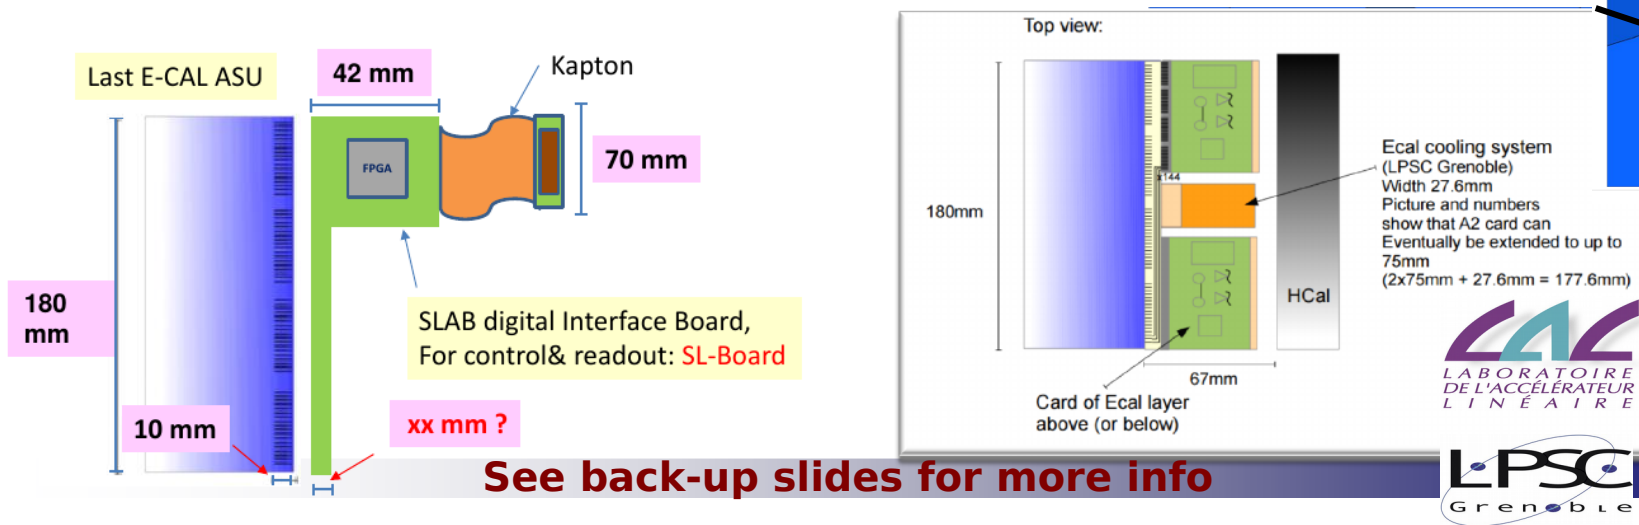 Last E-CAL ASU
42 mm
Kapton
FPGA
70 mm
180
mm
SLAB digital Interface Board,
For control& readout: SL-Board
10 mm
xx mm ?
Top view:
x144
180mm
HCal
67mm
Card of Ecal layer
above (or below)
Ecal cooling system
(LPSC Grenoble)
Width 27.6mm
Picture and numbers
show that A2 card can
Eventually be extended to up to
75mm
(2x75mm + 27.6mm = 177.6mm)
LABORATOIRE
DE L'ACCÉLÉRATEUR
LINÉAIRE
See back-up slides for more info
LPSC
Grenoble